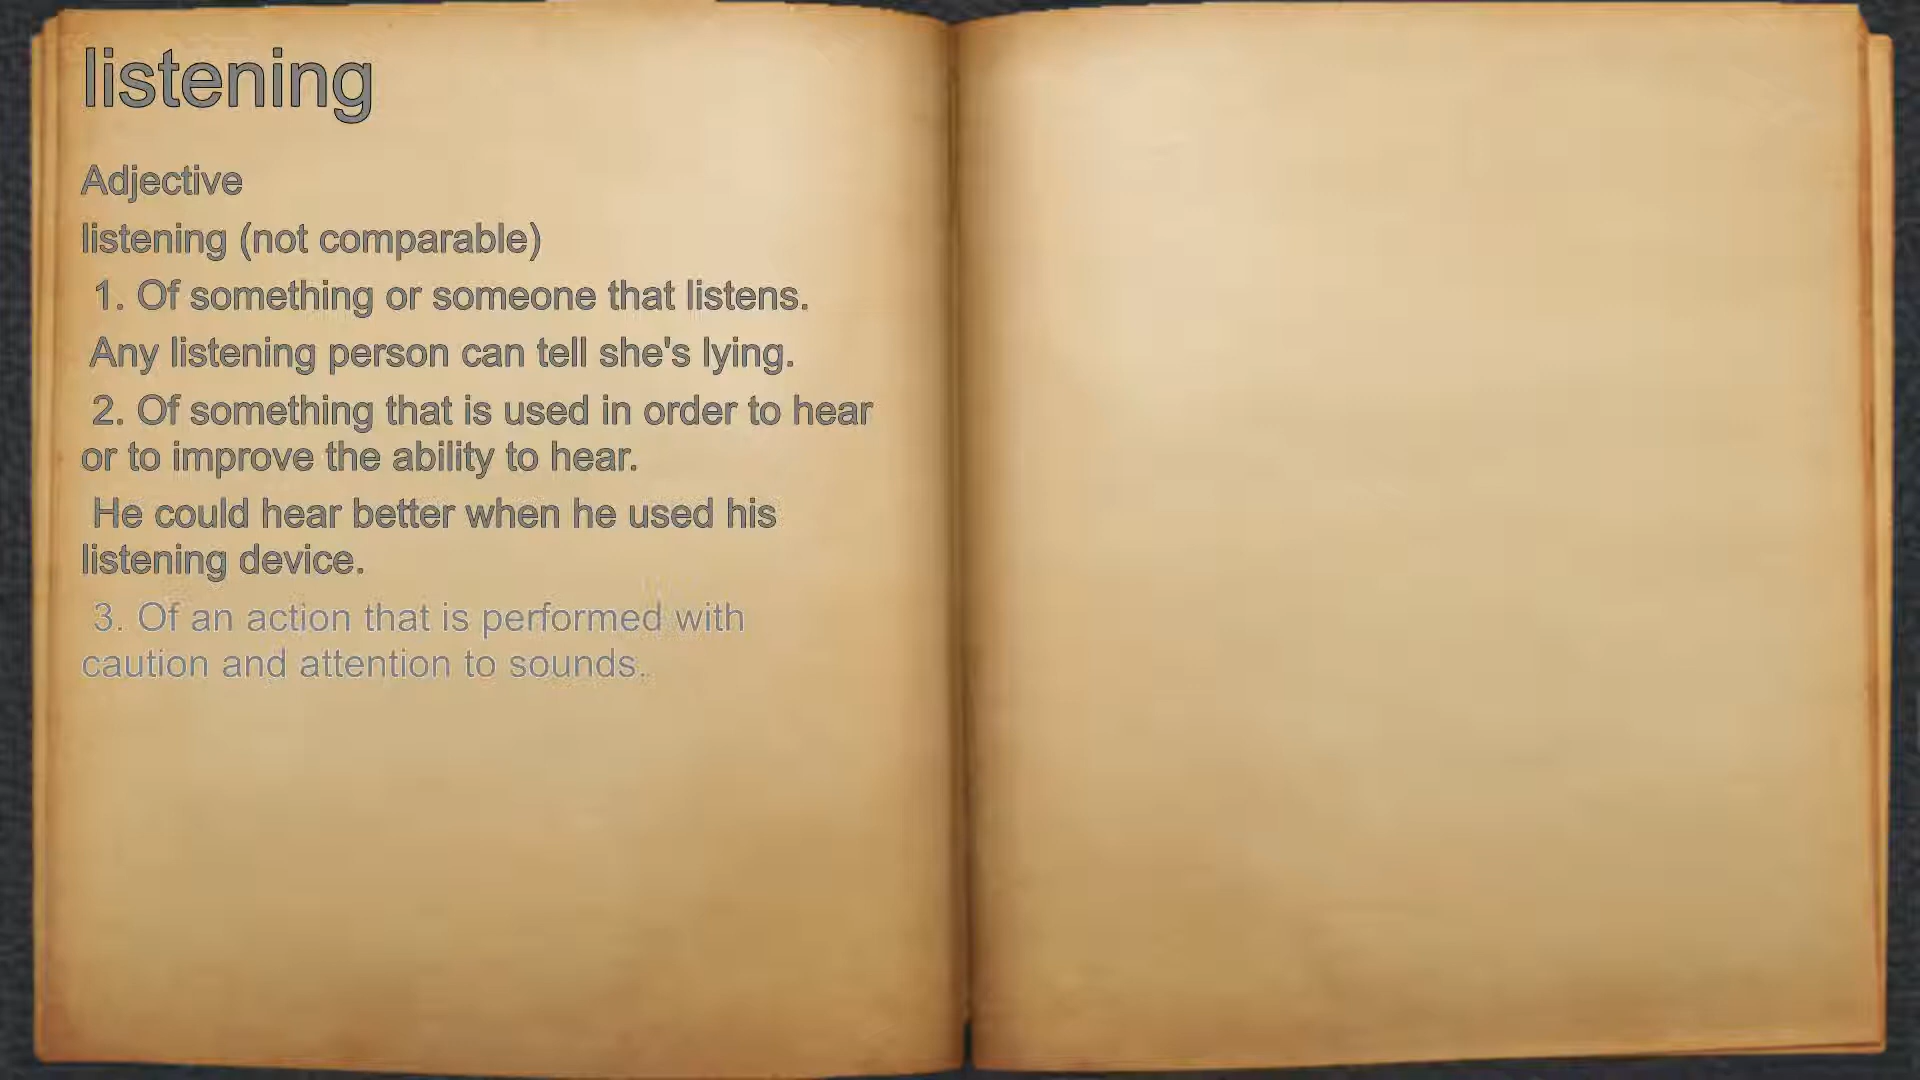 listening
Adjective
listening (not comparable)
1. Of something or someone that listens.
Any listening person can tell she's lying.
2. Of something that is used in order to hear
or to improve the ability to hear.
He could hear better when he used his
listening device.
3. Of an action that is performed with
caution and attention to sounds.